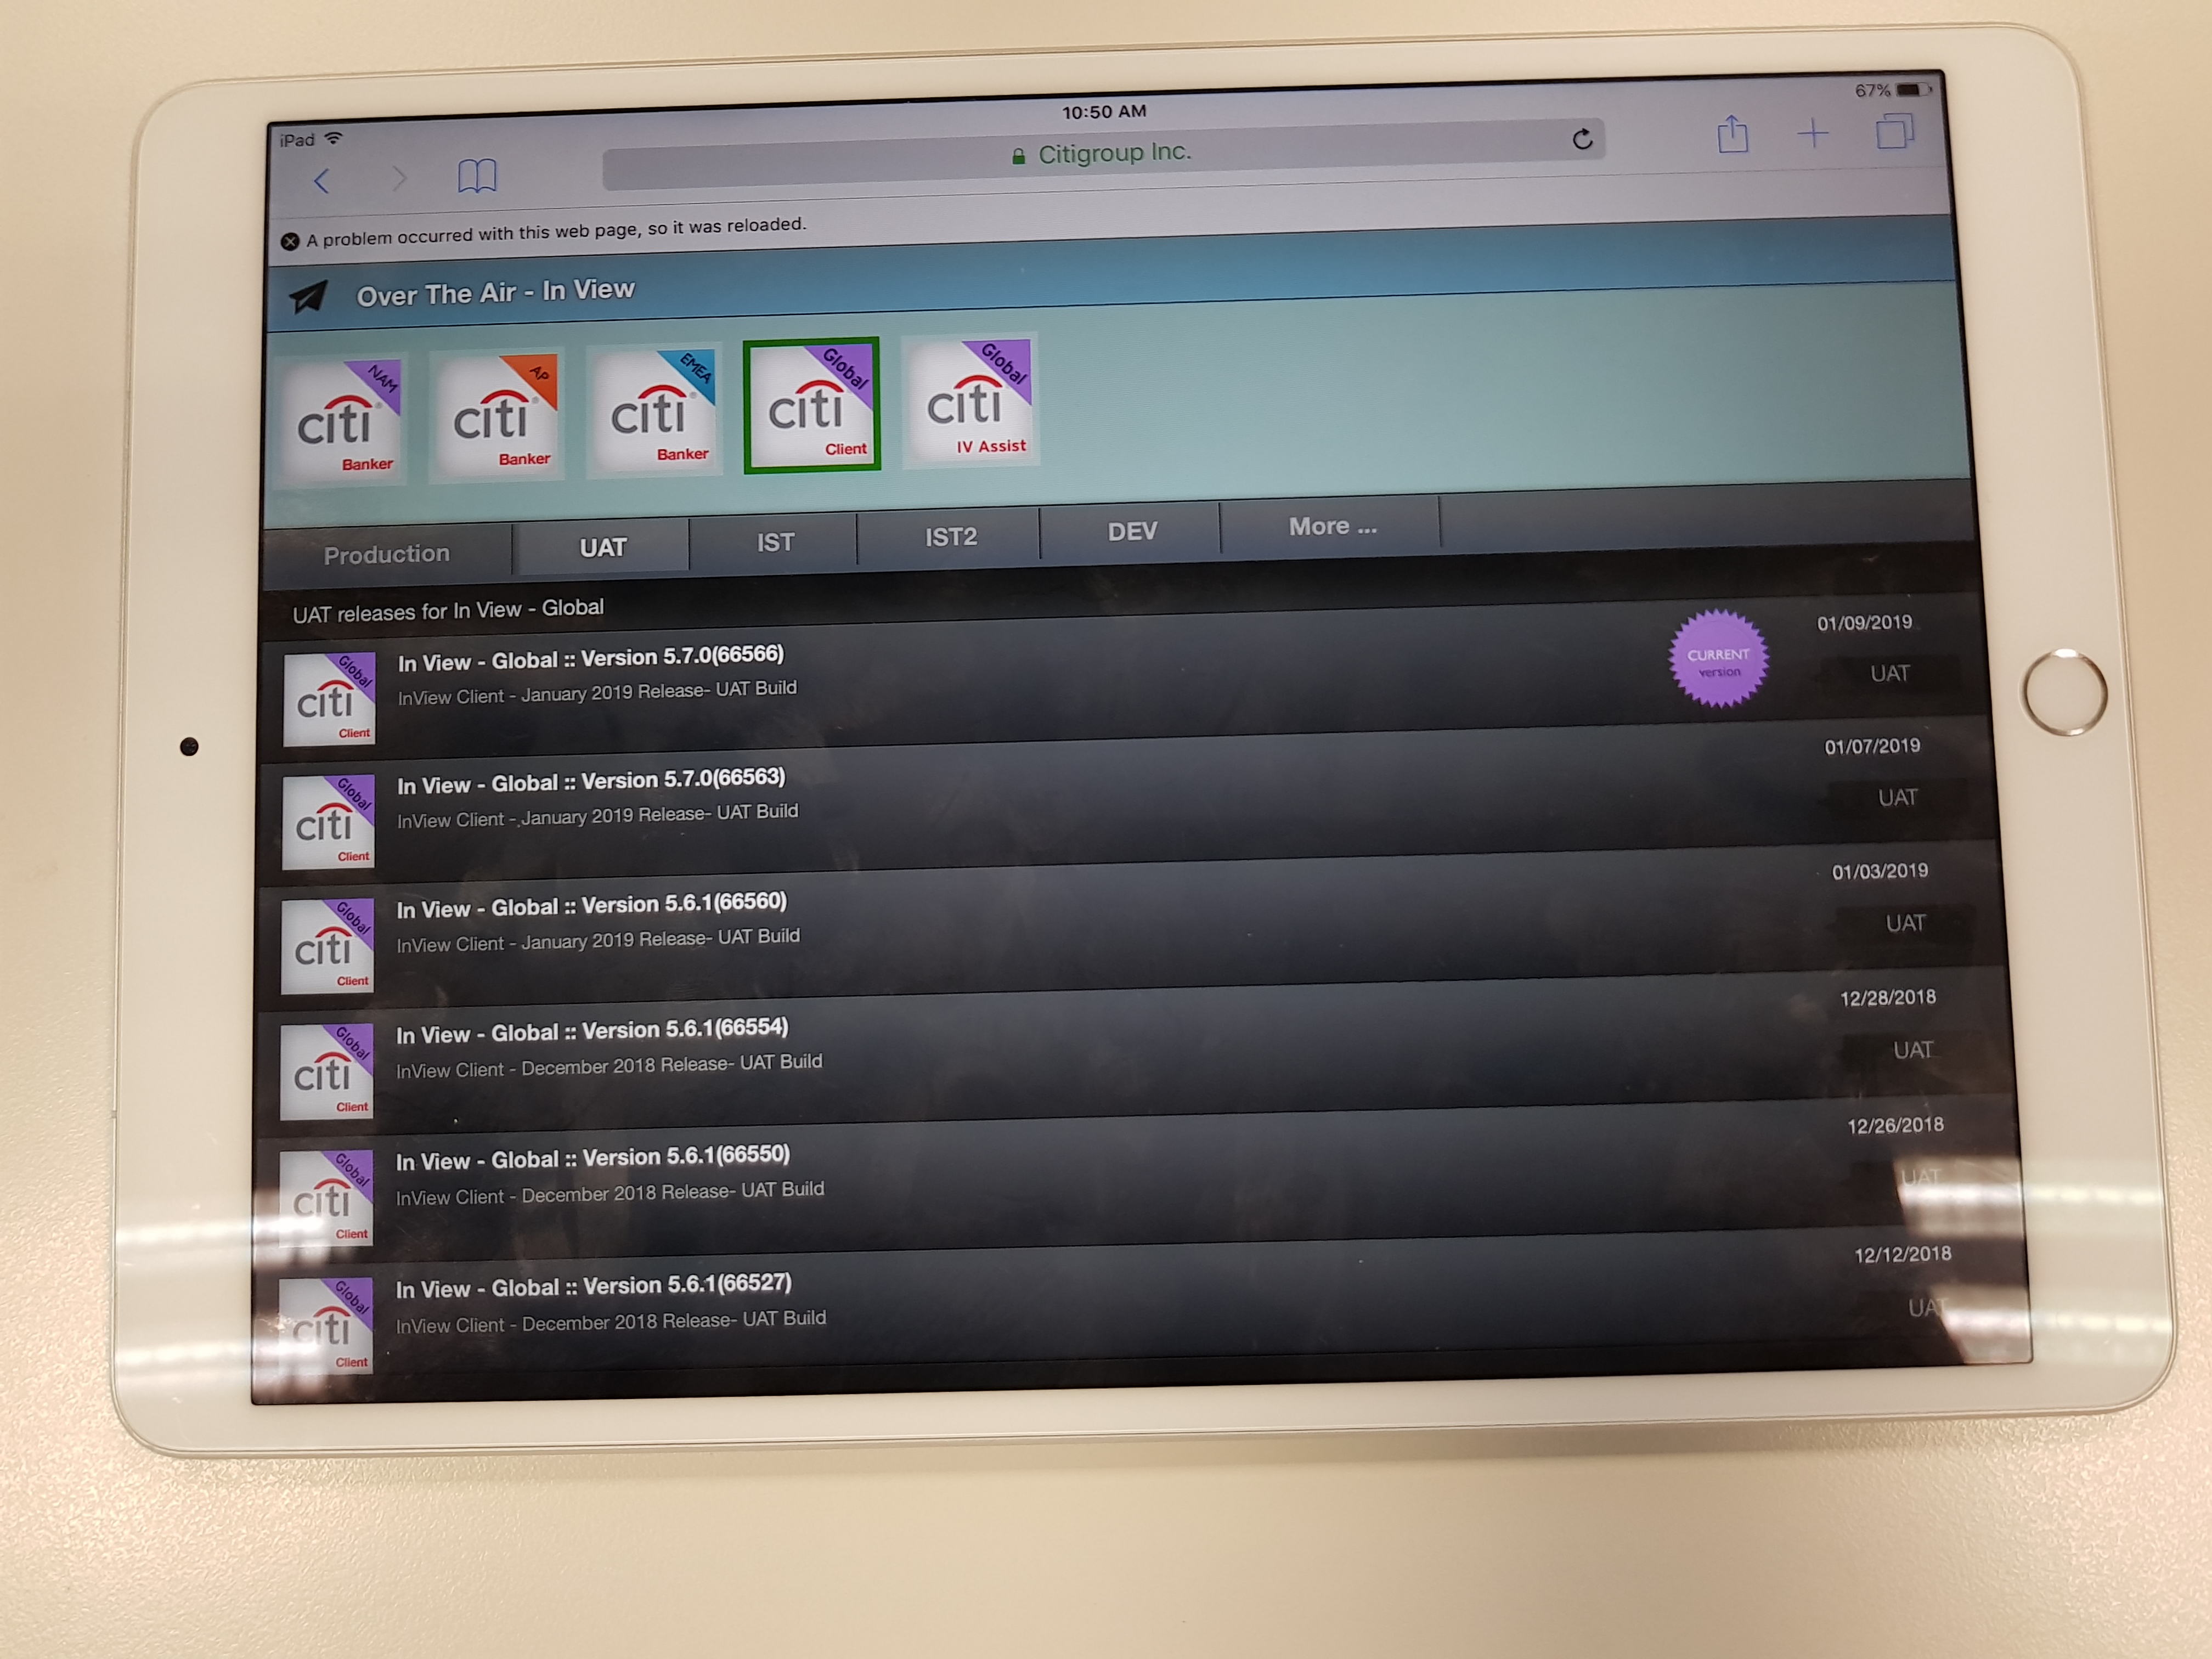 iPad 10:50 AM 67%
Citigroup Inc.
A problem occurred with this web page, so it was reloaded.
Over The Air - In View
citi NAM Banker
citi Banker
citi EMEA Banker
citi Global Client
citi Global IV Assist
Production UAT IST IST2 DEV More ...
UAT releases for In View - Global
citi Global Client
In View - Global :: Version 5.7.0(66566)
InView Client - January 2019 Release- UAT Build
CURRENT
version
01/09/2019
UAT
citi Global Client
In View - Global :: Version 5.7.0(66563)
InView Client - January 2019 Release- UAT Build
01/07/2019
UAT
citi Global Client
In View - Global :: Version 5.6.1(66560)
InView Client - January 2019 Release- UAT Build
01/03/2019
UAT
citi Global Client
In View - Global :: Version 5.6.1(66554)
InView Client - December 2018 Release- UAT Build
12/28/2018
UAT
citi Global Client
In View - Global :: Version 5.6.1(66550)
InView Client - December 2018 Release- UAT Build
12/26/2018
UAT
citi Global Client
In View - Global :: Version 5.6.1(66527)
InView Client - December 2018 Release- UAT Build
12/12/2018
UAT